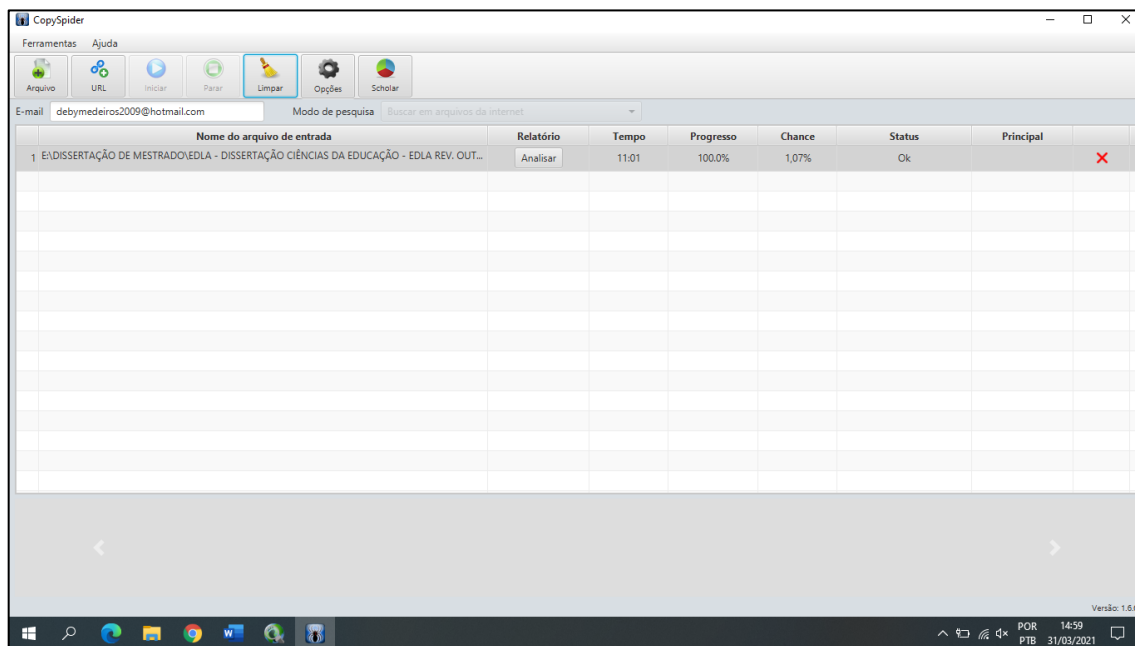 CopySpider
Ferramentas Ajuda
Arquivo URL Iniciar Parar Limpar Opções Scholar
E-mail debymedeiros2009@hotmail.com Modo de pesquisa Buscar em arquivos da internet
Nome do arquivo de entrada Relatório Tempo Progresso Chance Status Principal
1 E:\DISSERTAÇÃO DE MESTRADO\EDLA - DISSERTAÇÃO CIÊNCIAS DA EDUCAÇÃO - EDLA REV. OUT... Analisar 11:01 100.0% 1,07% Ok
Versão: 1.6.
POR 14:59
PTB 31/03/2021